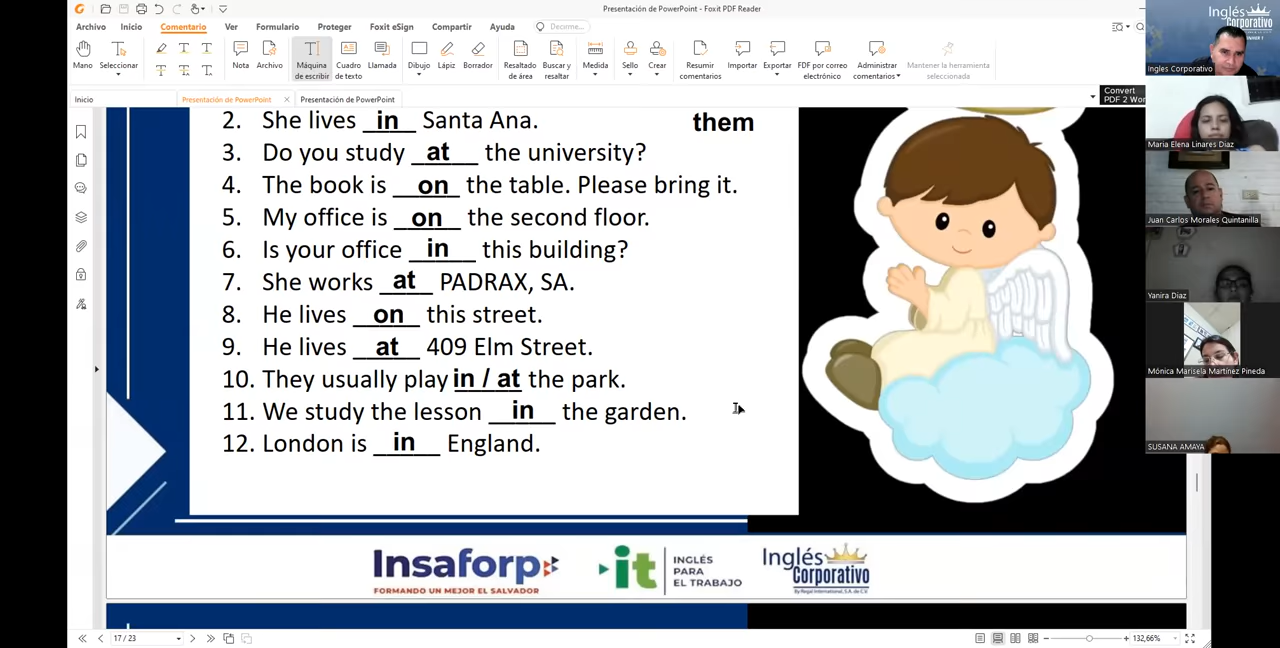 Presentación de PowerPoint - Foxit PDF Reader
Archivo Inicio Comentario Ver Formulario Proteger Foxit eSign Compartir Ayuda Decirme...
Mano Seleccionar Nota Archivo Máquina de escribir Cuadro de texto Llamada Dibujo Lápiz Borrador Resaltado de área Buscar y resaltar Medida Sello Crear Resumir comentarios Importar Exportar FDF por correo electrónico Administrar comentarios Mantener la herramienta seleccionada
Inicio Presentación de PowerPoint Presentación de PowerPoint
Convert
PDF 2 Wor
2. She lives in Santa Ana. them
3. Do you study at the university?
4. The book is on the table. Please bring it.
5. My office is on the second floor.
6. Is your office in this building?
7. She works at PADRAX, SA.
8. He lives on this street.
9. He lives at 409 Elm Street.
10. They usually play in / at the park.
11. We study the lesson in the garden.
12. London is in England.
Insaforp
FORMANDO UN MEJOR EL SALVADOR
it
INGLÉS
PARA
EL TRABAJO
Inglés
Corporativo
By Regal International, S.A. de C.V.
17 / 23
132,66%
Inglés
Corporativo
Ingles Corporativo
Maria Elena Linares Diaz
Juan Carlos Morales Quintanilla
Yanira Diaz
Mónica Marisela Martínez Pineda
SUSANA AMAYA